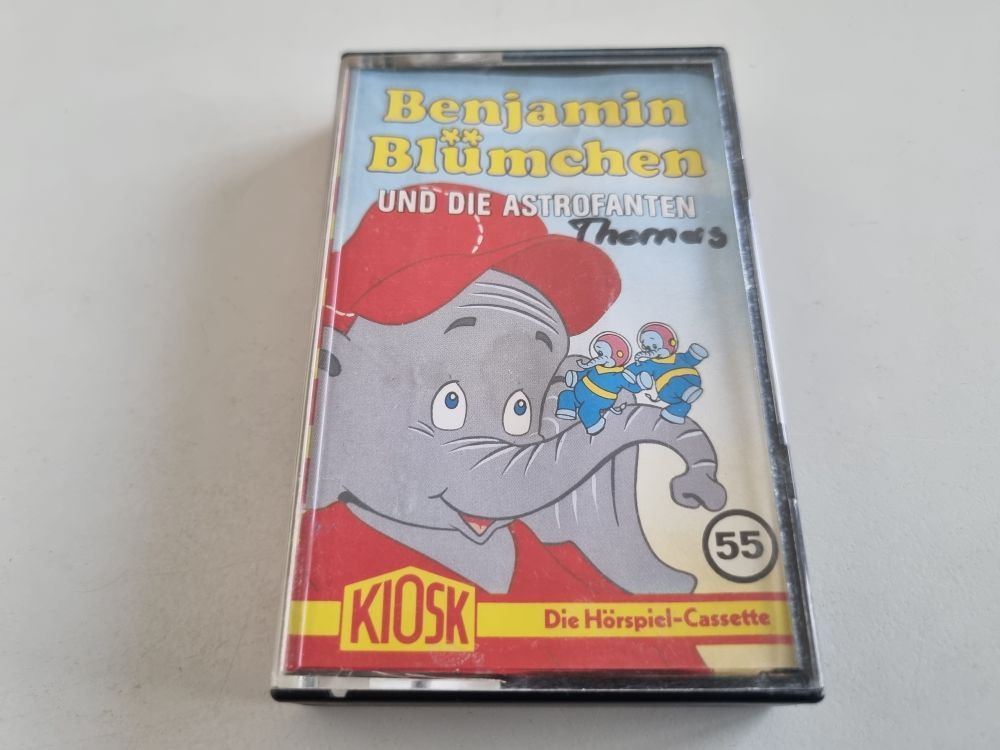 Benjamin
Blümchen
UND DIE ASTROFANTEN
Thomas
55
KIOSK
Die Hörspiel-Cassette